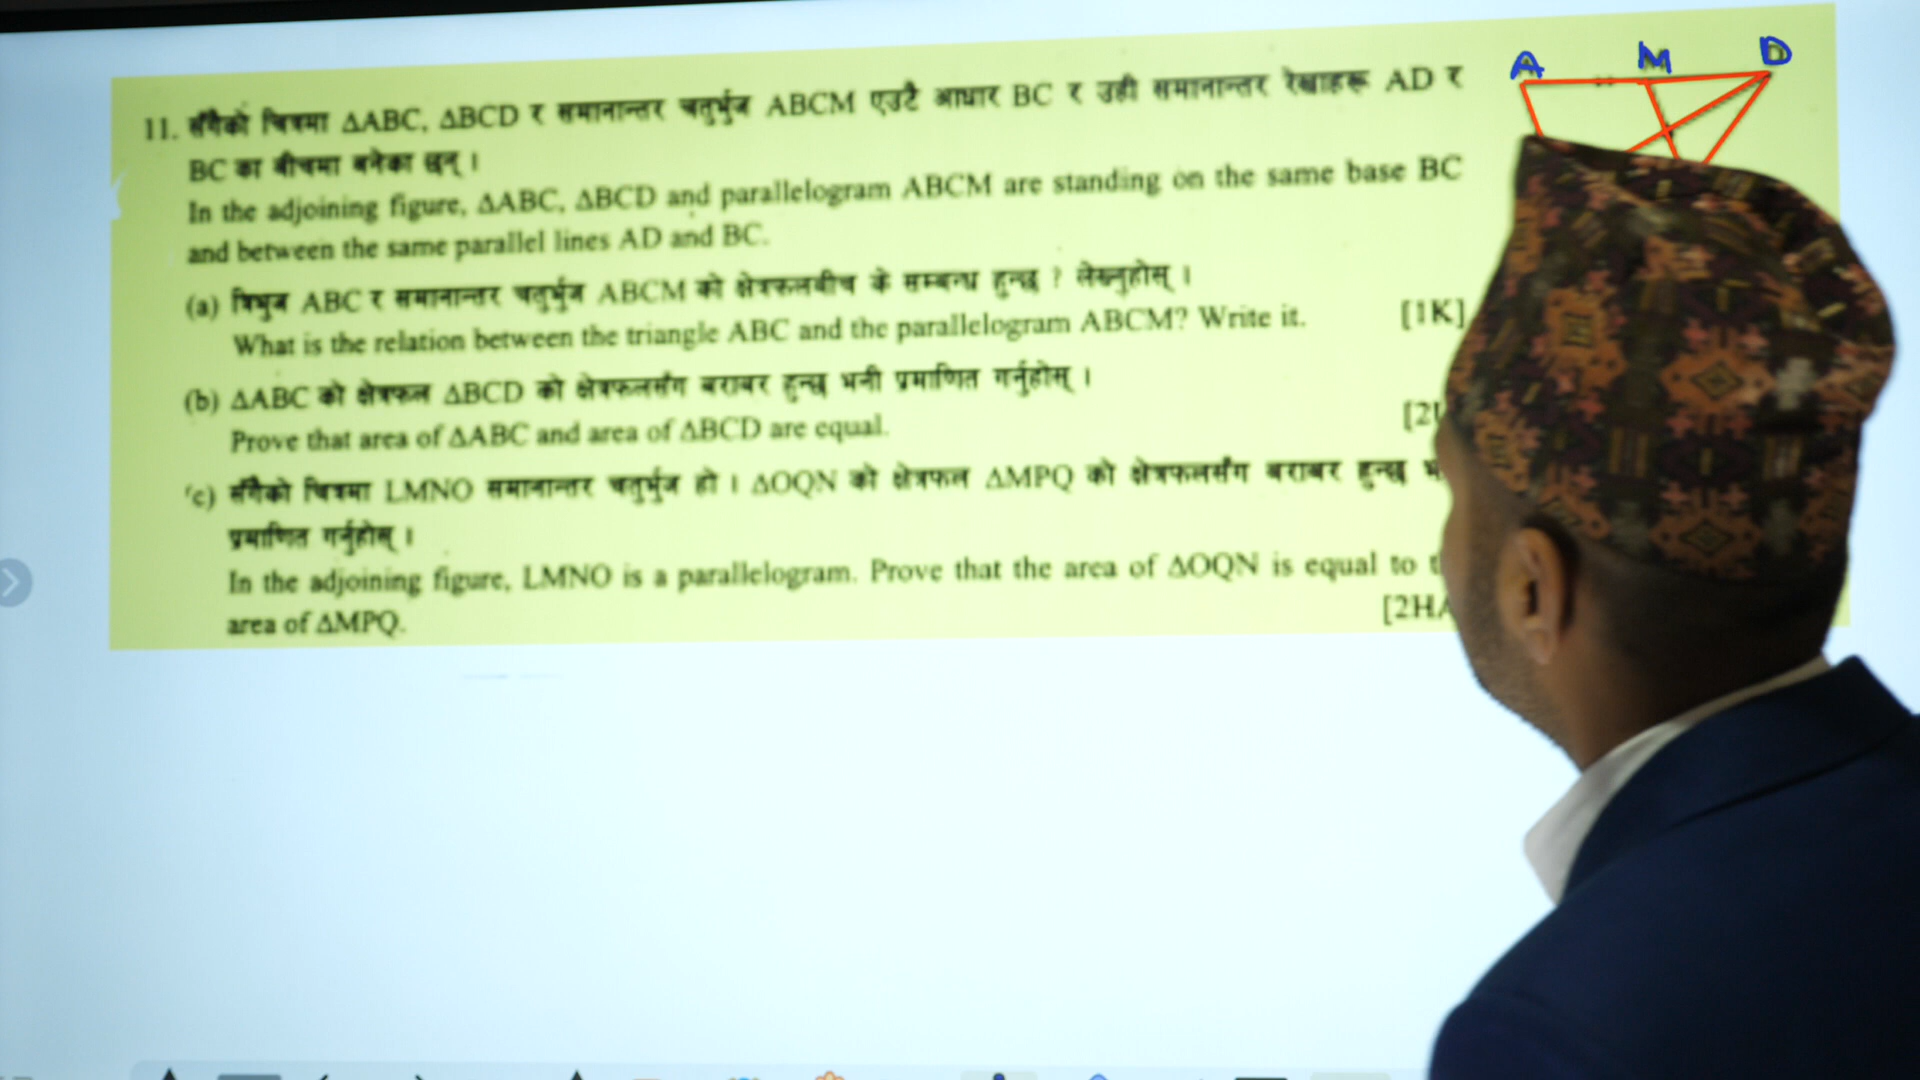 A M D
11. सँगैको चित्रमा ΔABC, ΔBCD र समानान्तर चतुर्भुज ABCM एउटै आधार BC र उही समानान्तर रेखाहरू AD र
BC का बीचमा बनेका छन् ।
In the adjoining figure, ΔABC, ΔBCD and parallelogram ABCM are standing on the same base BC
and between the same parallel lines AD and BC.
(a) त्रिभुज ABC र समानान्तर चतुर्भुज ABCM को क्षेत्रफलबीच के सम्बन्ध हुन्छ ? लेख्नुहोस् ।
What is the relation between the triangle ABC and the parallelogram ABCM? Write it. [1K]
(b) ΔABC को क्षेत्रफल ΔBCD को क्षेत्रफलसँग बराबर हुन्छ भनी प्रमाणित गर्नुहोस् ।
Prove that area of ΔABC and area of ΔBCD are equal. [2U
(c) सँगैको चित्रमा LMNO समानान्तर चतुर्भुज हो । ΔOQN को क्षेत्रफल ΔMPQ को क्षेत्रफलसँग बराबर हुन्छ भ
प्रमाणित गर्नुहोस् ।
In the adjoining figure, LMNO is a parallelogram. Prove that the area of ΔOQN is equal to t
area of ΔMPQ. [2HA